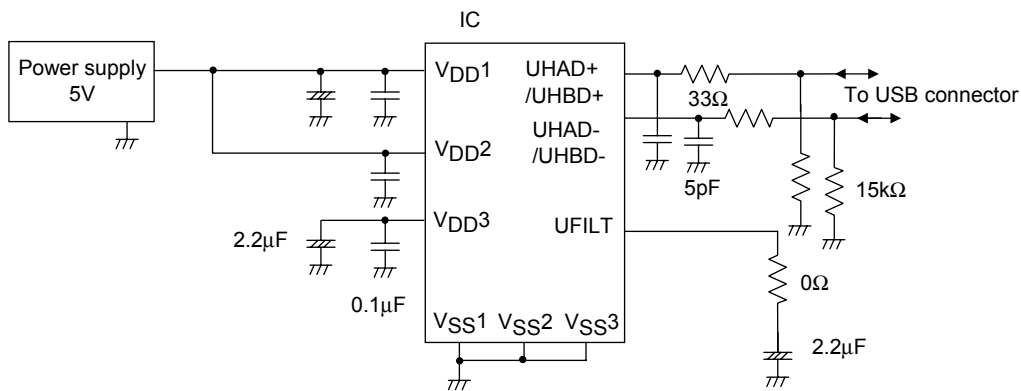 IC
Power supply
5V
VDD1
VDD2
VDD3
UHAD+
/UHBD+
UHAD-
/UHBD-
UFILT
VSS1 VSS2 VSS3
33Ω
To USB connector
5pF
15kΩ
2.2μF
0.1μF
0Ω
2.2μF